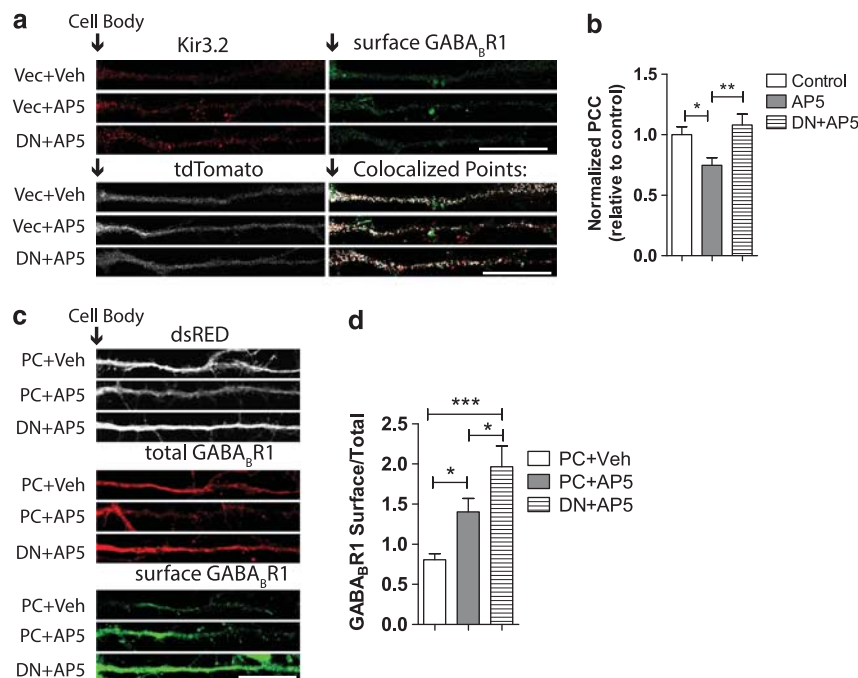 a
Cell Body
Kir3.2
surface GABA_BR1
Vec+Veh
Vec+AP5
DN+AP5
tdTomato
Colocalized Points:
Vec+Veh
Vec+AP5
DN+AP5
b
Normalized PCC
(relative to control)
1.5
1.0
0.5
0.0
*
**
Control
AP5
DN+AP5
c
Cell Body
dsRED
PC+Veh
PC+AP5
DN+AP5
total GABA_BR1
PC+Veh
PC+AP5
DN+AP5
surface GABA_BR1
PC+Veh
PC+AP5
DN+AP5
d
GABA_BR1 Surface/Total
2.5
2.0
1.5
1.0
0.5
0.0
***
*
*
PC+Veh
PC+AP5
DN+AP5